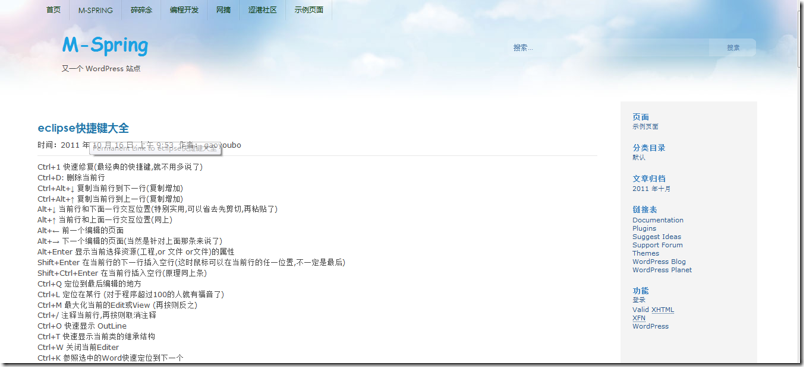 首页 M-SPRING 碎碎念 编程开发 网摘 涩港社区 示例页面
M-Spring
搜索...
搜索
又一个 WordPress 站点
eclipse快捷键大全
时间：2011 年 10 月 16 日 上午 9:53
Permanent Link to eclipse快捷键大全
Ctrl+1 快速修复(最经典的快捷键,就不用多说了)
Ctrl+D: 删除当前行
Ctrl+Alt+↓ 复制当前行到下一行(复制增加)
Ctrl+Alt+↑ 复制当前行到上一行(复制增加)
Alt+↓ 当前行和下面一行交互位置(特别实用,可以省去先剪切,再粘贴了)
Alt+↑ 当前行和上面一行交互位置(同上)
Alt+← 前一个编辑的页面
Alt+→ 下一个编辑的页面(当然是针对上面那条来说了)
Alt+Enter 显示当前选择资源(工程,or 文件 or文件)的属性
Shift+Enter 在当前行的下一行插入空行(这时鼠标可以在当前行的任一位置,不一定是最后)
Shift+Ctrl+Enter 在当前行插入空行(原理同上条)
Ctrl+Q 定位到最后编辑的地方
Ctrl+L 定位在某行 (对于程序超过100的人就有福音了)
Ctrl+M 最大化当前的Edit或View (再按则反之)
Ctrl+/ 注释当前行,再按则取消注释
Ctrl+O 快速显示 OutLine
Ctrl+T 快速显示当前类的继承结构
Ctrl+W 关闭当前Editer
Ctrl+K 参照选中的Word快速定位到下一个
页面
示例页面
分类目录
默认
文章归档
2011 年十月
链接表
Documentation
Plugins
Suggest Ideas
Support Forum
Themes
WordPress Blog
WordPress Planet
功能
登录
Valid XHTML
XFN
WordPress